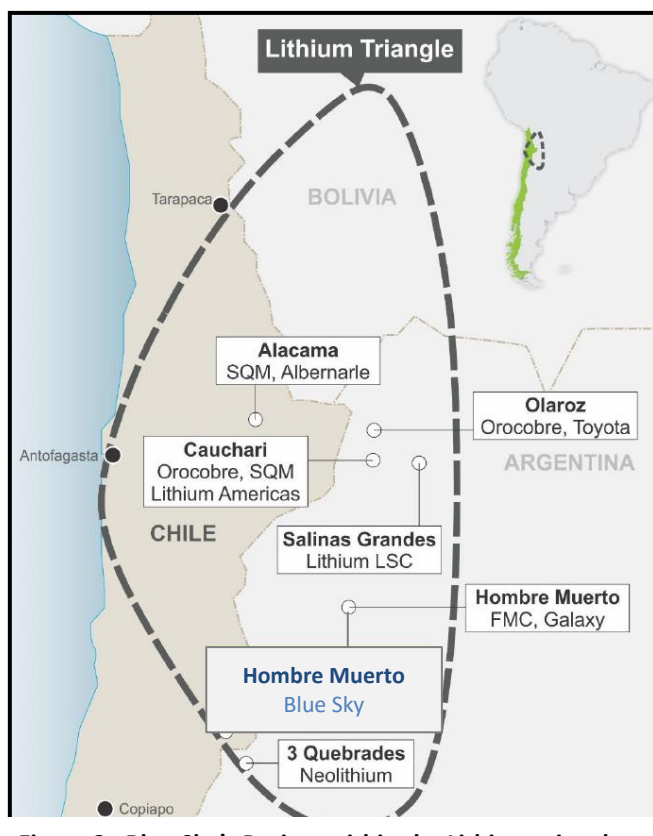 Lithium Triangle
Tarapaca
BOLIVIA
Alacama
SQM, Albernarle
Olaroz
Orocobre, Toyota
Cauchari
Orocobre, SQM
Lithium Americas
Antofagasta
ARGENTINA
CHILE
Salinas Grandes
Lithium LSC
Hombre Muerto
FMC, Galaxy
Hombre Muerto
Blue Sky
3 Quebrades
Neolithium
Copiapo